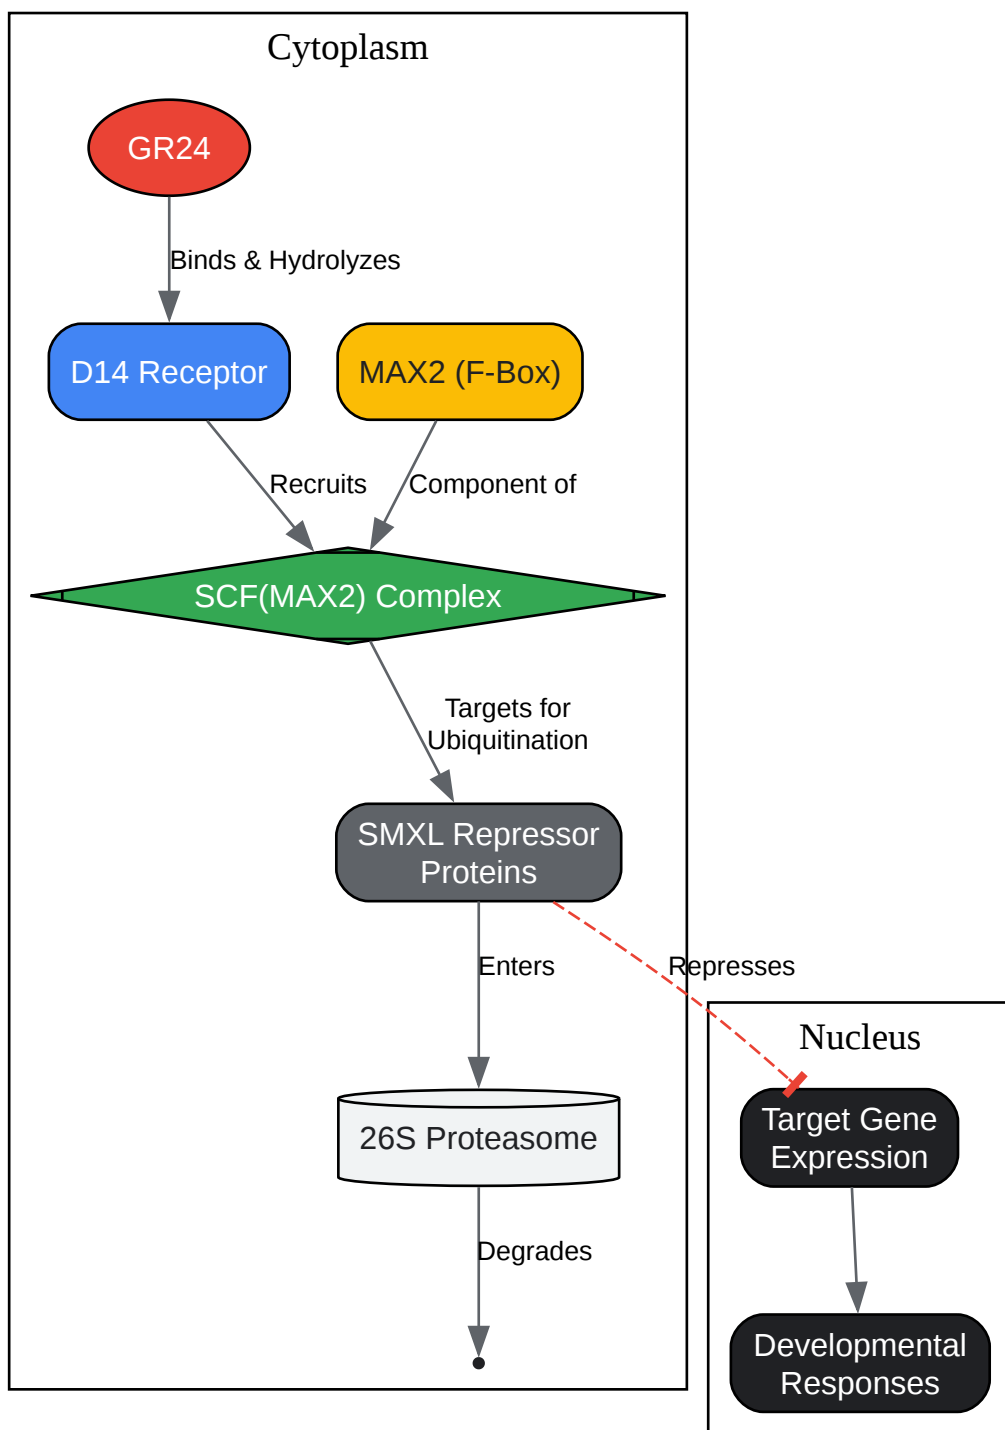 Cytoplasm
GR24
Binds & Hydrolyzes
D14 Receptor
MAX2 (F-Box)
Recruits
Component of
SCF(MAX2) Complex
Targets for
Ubiquitination
SMXL Repressor
Proteins
Enters
Represses
Nucleus
26S Proteasome
Target Gene
Expression
Degrades
Developmental
Responses